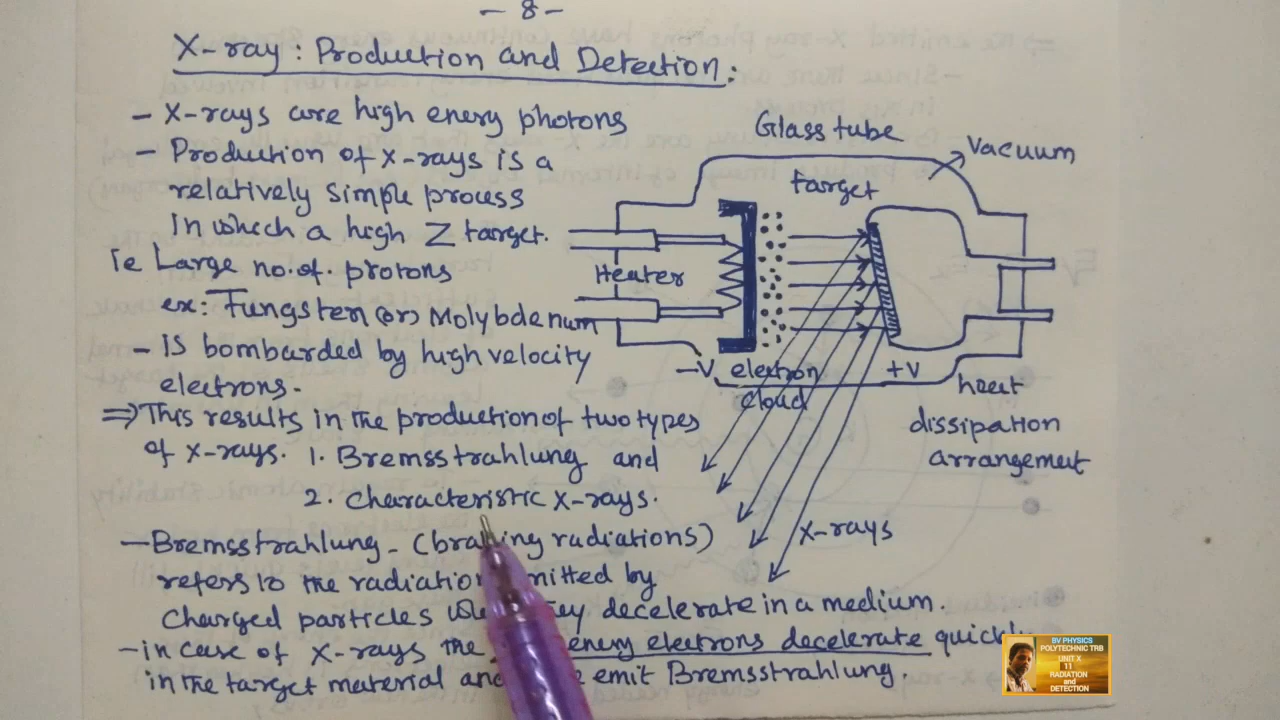 - 8 -
X-ray : Production and Detection :
- X-rays are high enery photons
- Production of X-rays is a
relatively simple process
in which a high Z target.
Ie Large no. of. protons
ex: Tungsten (or) Molybdenum
- Is bombarded by high velocity
electrons.
⇒ This results in the production of two types
of X-rays. 1. Bremsstrahlung and
2. Characteristic X-rays.
- Bremsstrahlung - (braking radiations)
refers to the radiation emitted by
Charged particles when they decelerate in a medium.
- in case of X-rays the energy electrons decelerate quickly
in the target material and emit Bremsstrahlung.
Glass tube
Vacuum
target
Heater
-V
electron
cloud
+V
heat
dissipation
arrangement
X-rays
BV PHYSICS
POLYTECHNIC TRB
UNIT X
11
RADIATION
and
DETECTION